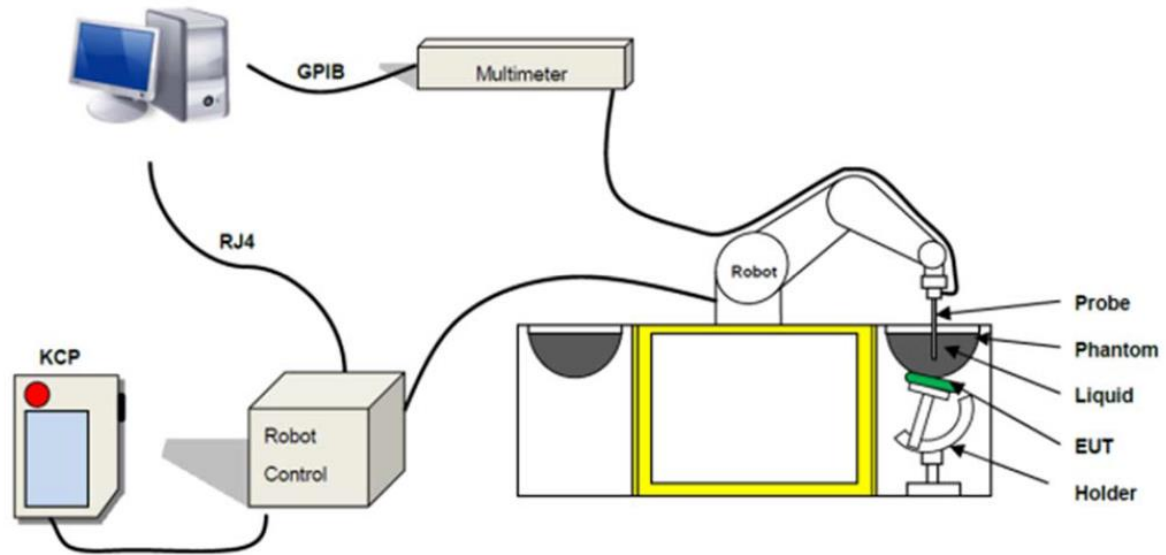 GPIB
Multimeter
RJ4
Robot
Probe
Phantom
KCP
Liquid
Robot
Control
EUT
Holder